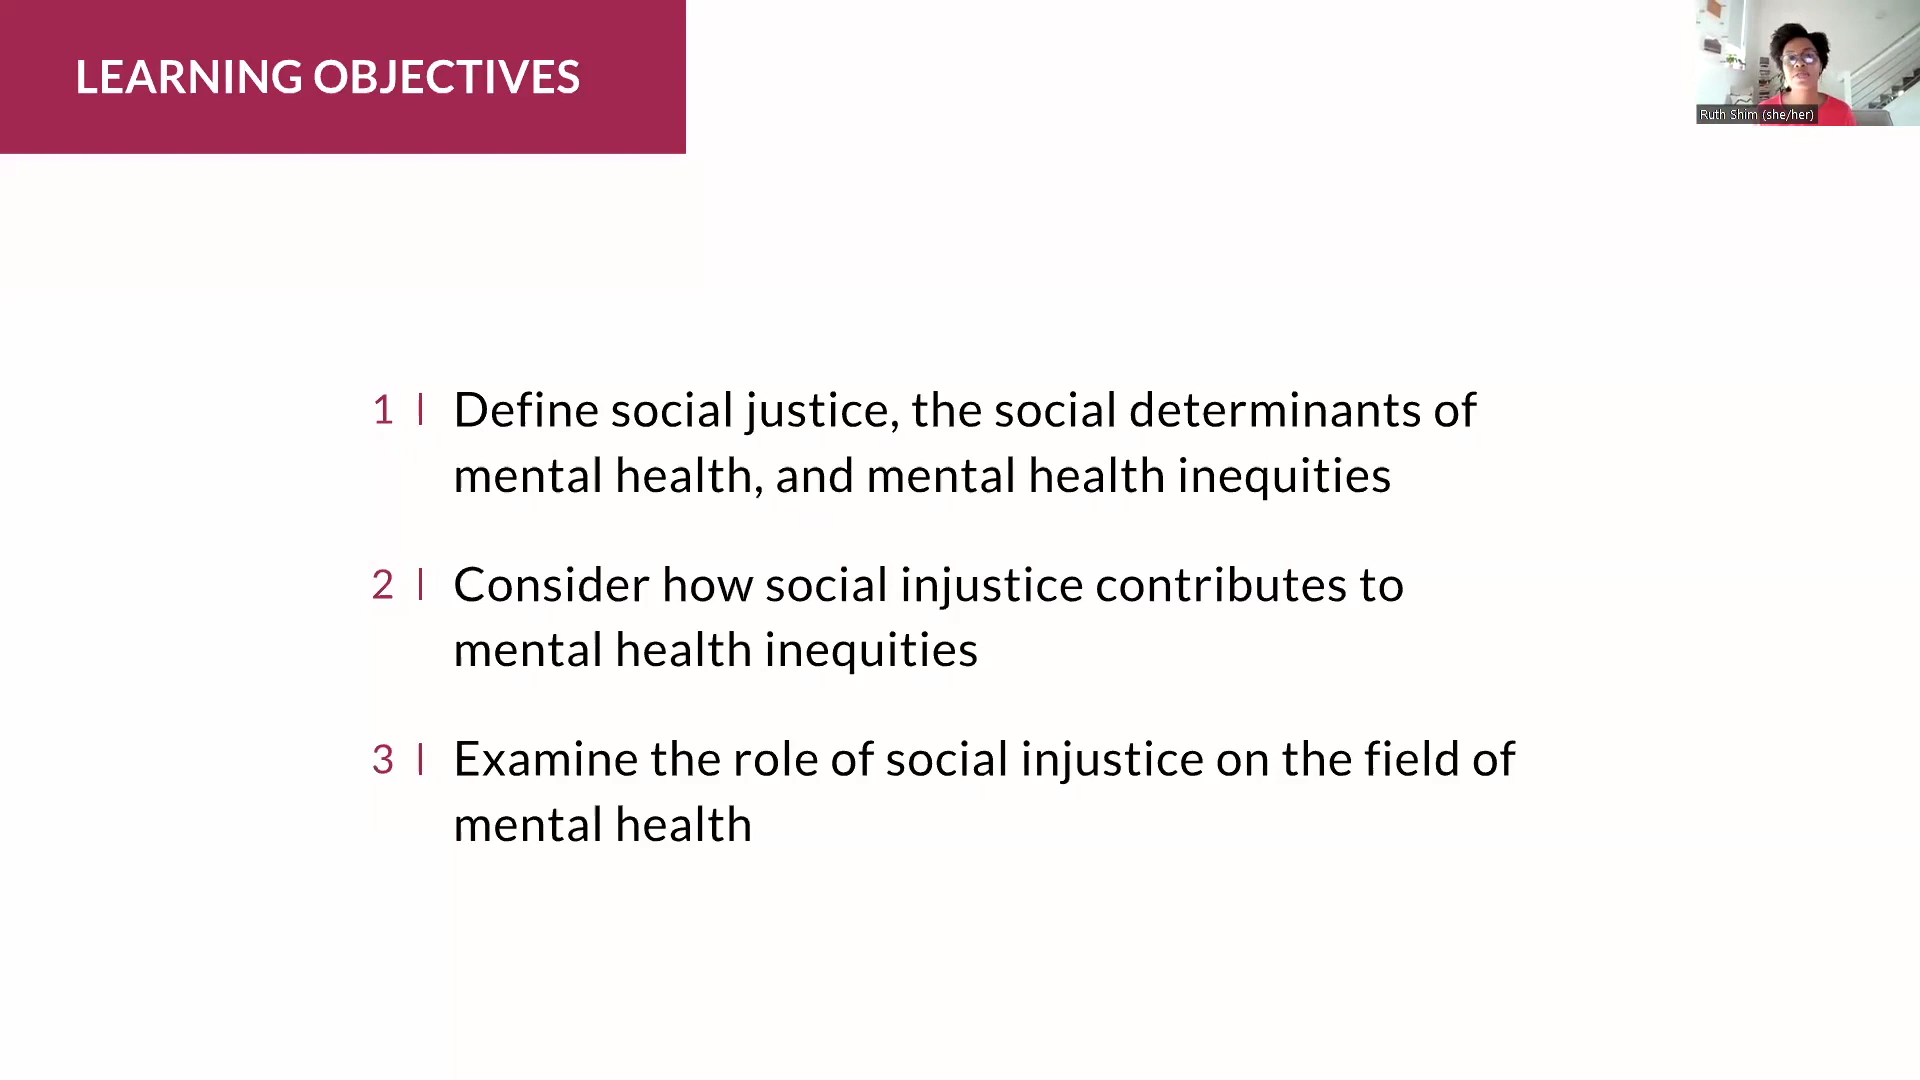 LEARNING OBJECTIVES
Ruth Shim (she/her)
1 | Define social justice, the social determinants of
mental health, and mental health inequities
2 | Consider how social injustice contributes to
mental health inequities
3 | Examine the role of social injustice on the field of
mental health